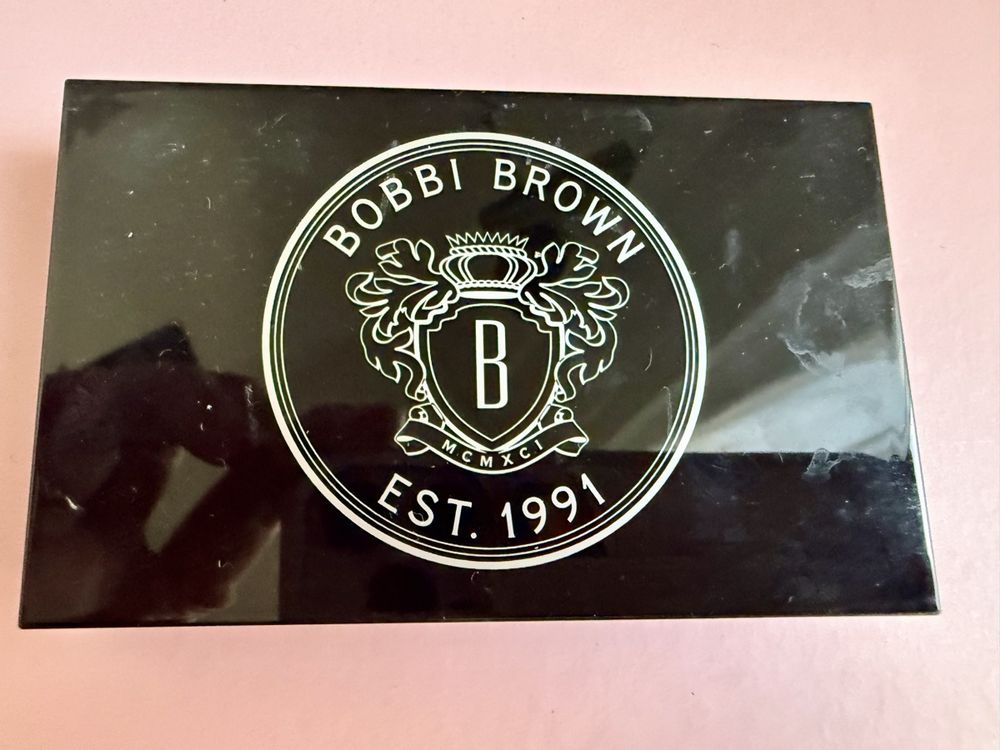 BOBBI BROWN
B
MCMXCI
EST. 1991